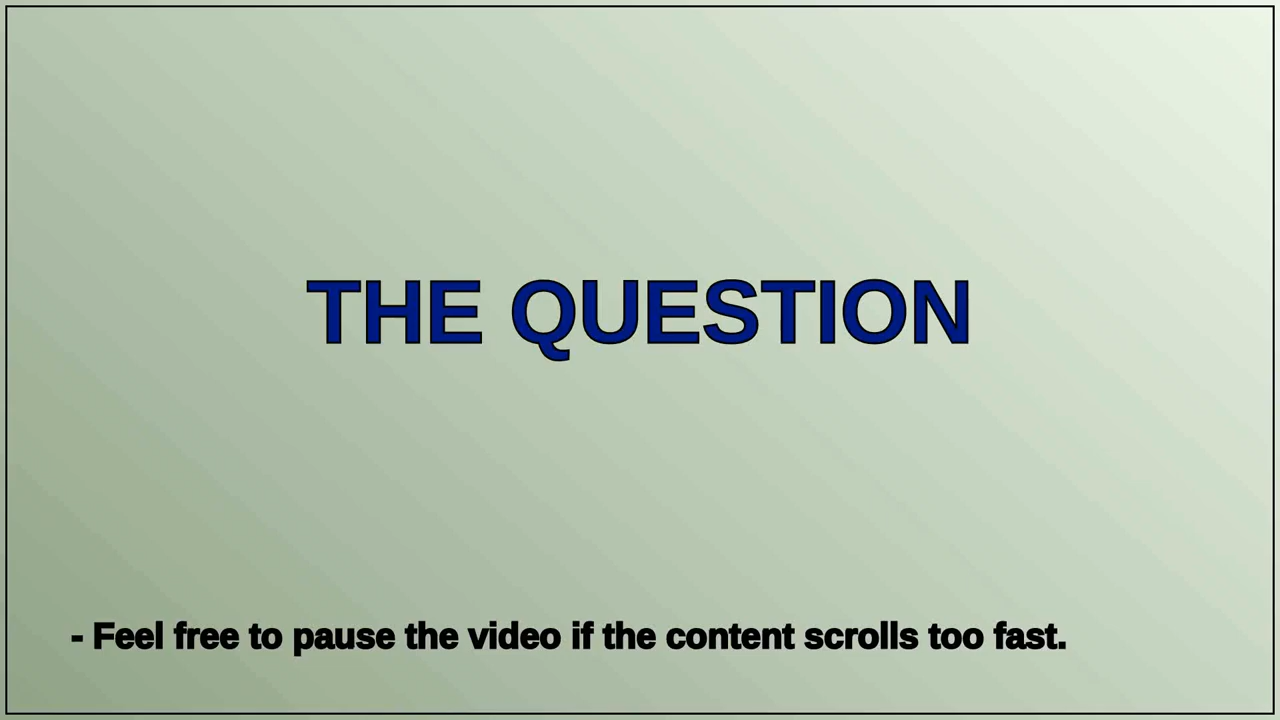 THE QUESTION
- Feel free to pause the video if the content scrolls too fast.